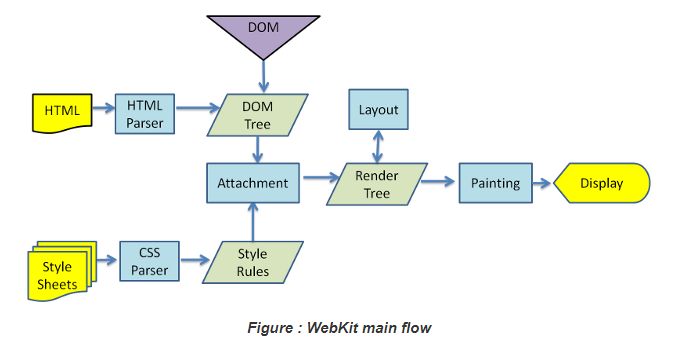 DOM
HTML
HTML
Parser
DOM
Tree
Layout
Attachment
Render
Tree
Painting
Display
Style
Sheets
CSS
Parser
Style
Rules
Figure : WebKit main flow